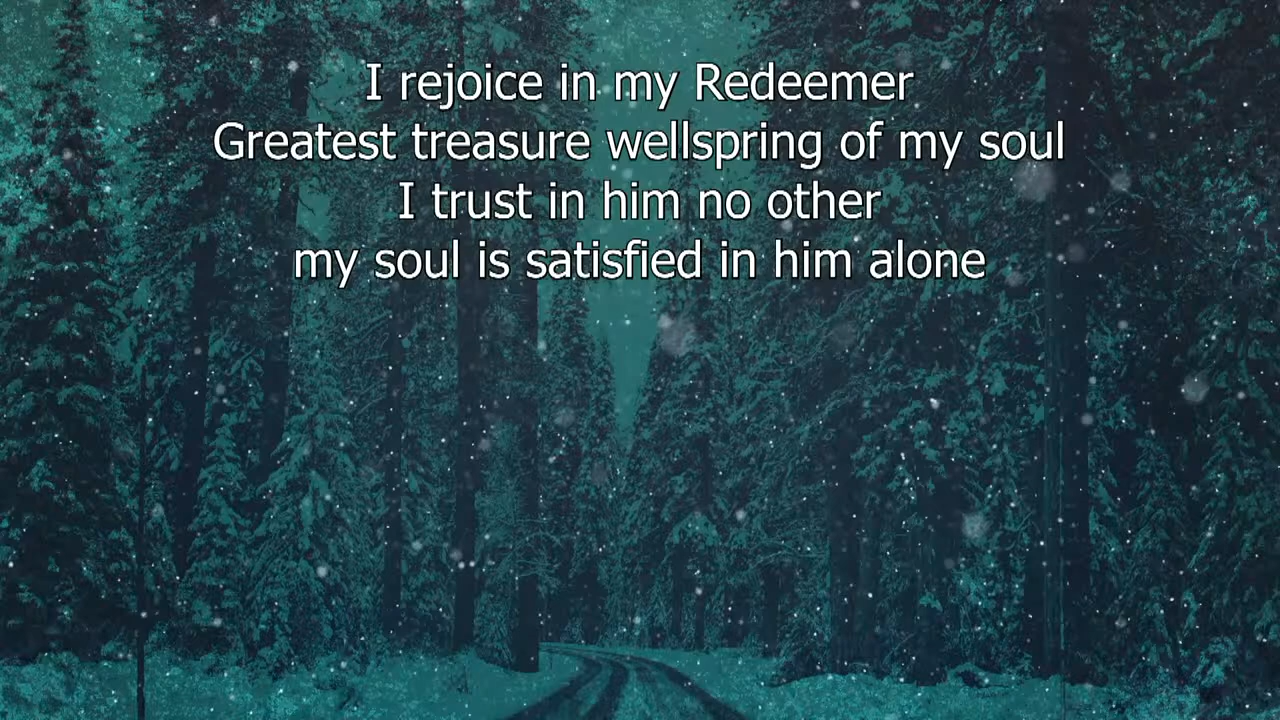 I rejoice in my Redeemer
Greatest treasure wellspring of my soul
I trust in him no other
my soul is satisfied in him alone